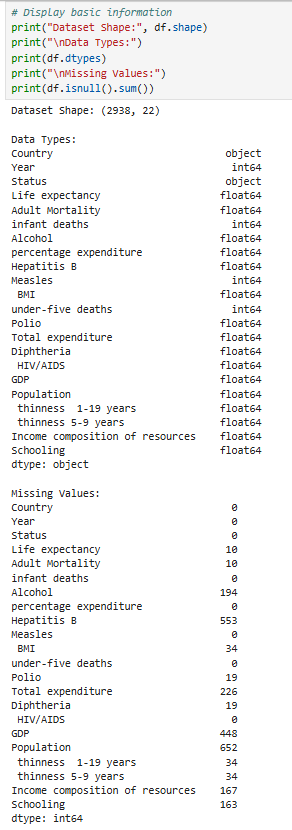 # Display basic information
print("Dataset Shape:", df.shape)
print("\nData Types:")
print(df.dtypes)
print("\nMissing Values:")
print(df.isnull().sum())
Dataset Shape: (2938, 22)
Data Types:
Country object
Year int64
Status object
Life expectancy float64
Adult Mortality float64
infant deaths int64
Alcohol float64
percentage expenditure float64
Hepatitis B float64
Measles int64
BMI float64
under-five deaths int64
Polio float64
Total expenditure float64
Diphtheria float64
HIV/AIDS float64
GDP float64
Population float64
thinness  1-19 years float64
thinness 5-9 years float64
Income composition of resources float64
Schooling float64
dtype: object
Missing Values:
Country 0
Year 0
Status 0
Life expectancy 10
Adult Mortality 10
infant deaths 0
Alcohol 194
percentage expenditure 0
Hepatitis B 553
Measles 0
BMI 34
under-five deaths 0
Polio 19
Total expenditure 226
Diphtheria 19
HIV/AIDS 0
GDP 448
Population 652
thinness  1-19 years 34
thinness 5-9 years 34
Income composition of resources 167
Schooling 163
dtype: int64